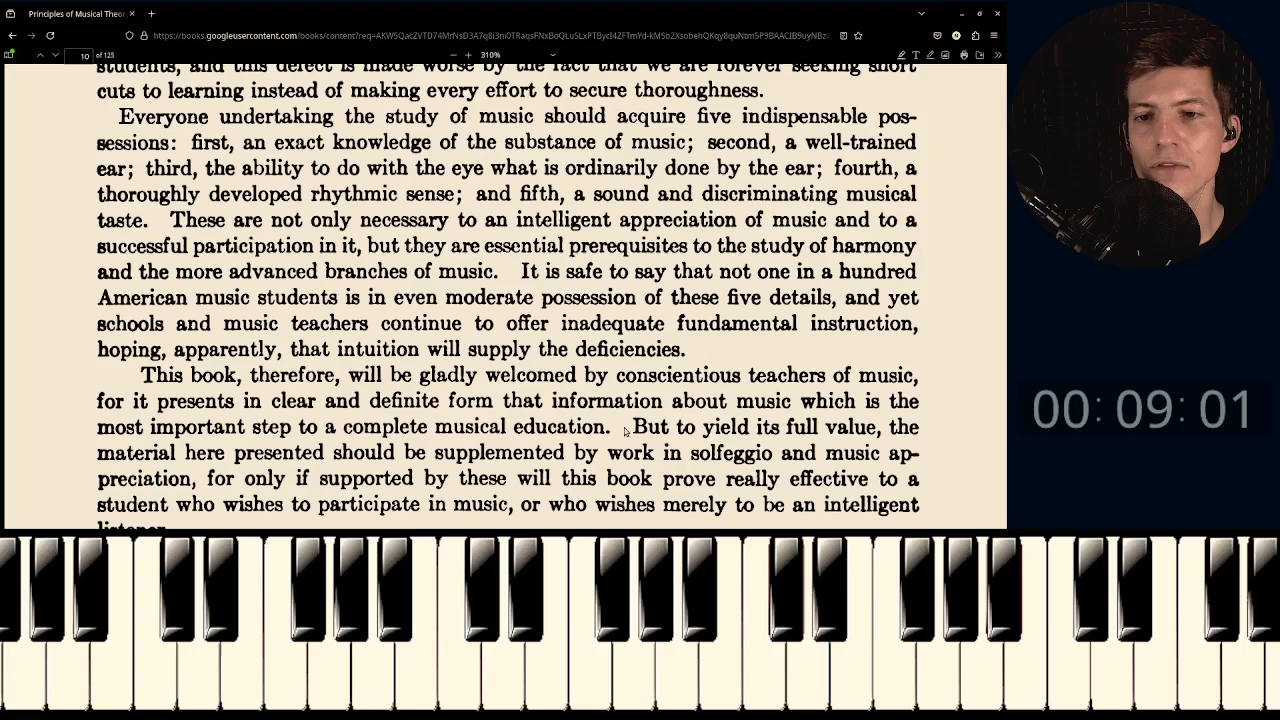 Principles of Musical Theor
https://books.googleusercontent.com/books/content?req=
10 of 125
310%
students, and this defect is made worse by the fact that we are forever seeking short
cuts to learning instead of making every effort to secure thoroughness.
Everyone undertaking the study of music should acquire five indispensable pos-
sessions: first, an exact knowledge of the substance of music; second, a well-trained
ear; third, the ability to do with the eye what is ordinarily done by the ear; fourth, a
thoroughly developed rhythmic sense; and fifth, a sound and discriminating musical
taste. These are not only necessary to an intelligent appreciation of music and to a
successful participation in it, but they are essential prerequisites to the study of harmony
and the more advanced branches of music. It is safe to say that not one in a hundred
American music students is in even moderate possession of these five details, and yet
schools and music teachers continue to offer inadequate fundamental instruction,
hoping, apparently, that intuition will supply the deficiencies.
This book, therefore, will be gladly welcomed by conscientious teachers of music,
for it presents in clear and definite form that information about music which is the
most important step to a complete musical education. But to yield its full value, the
material here presented should be supplemented by work in solfeggio and music ap-
preciation, for only if supported by these will this book prove really effective to a
student who wishes to participate in music, or who wishes merely to be an intelligent
listener.
00:09:01